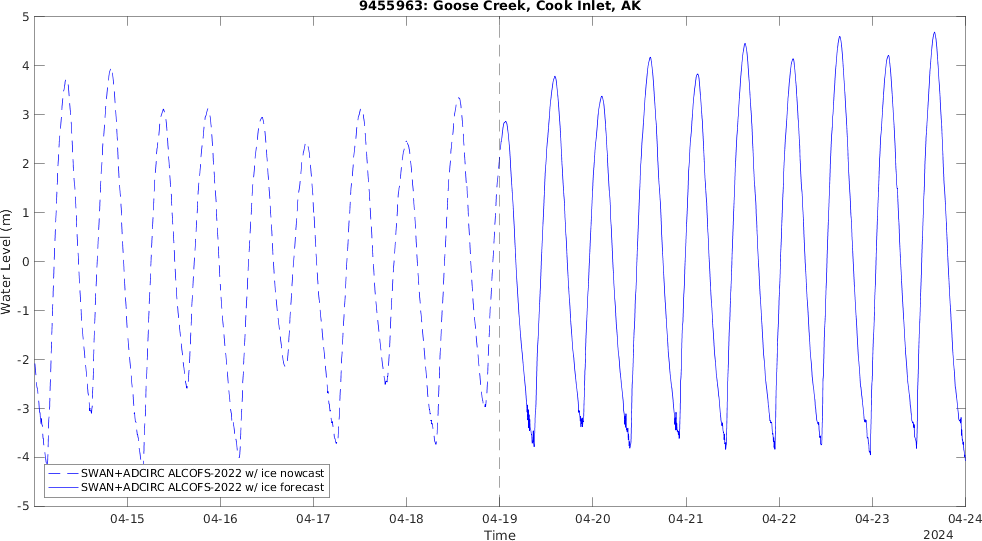 9455963: Goose Creek, Cook Inlet, AK
Water Level (m)
5
4
3
2
1
0
-1
-2
-3
-4
-5
SWAN+ADCIRC ALCOFS-2022 w/ ice nowcast
SWAN+ADCIRC ALCOFS-2022 w/ ice forecast
04-15 04-16 04-17 04-18 04-19 04-20 04-21 04-22 04-23 04-24
Time
2024